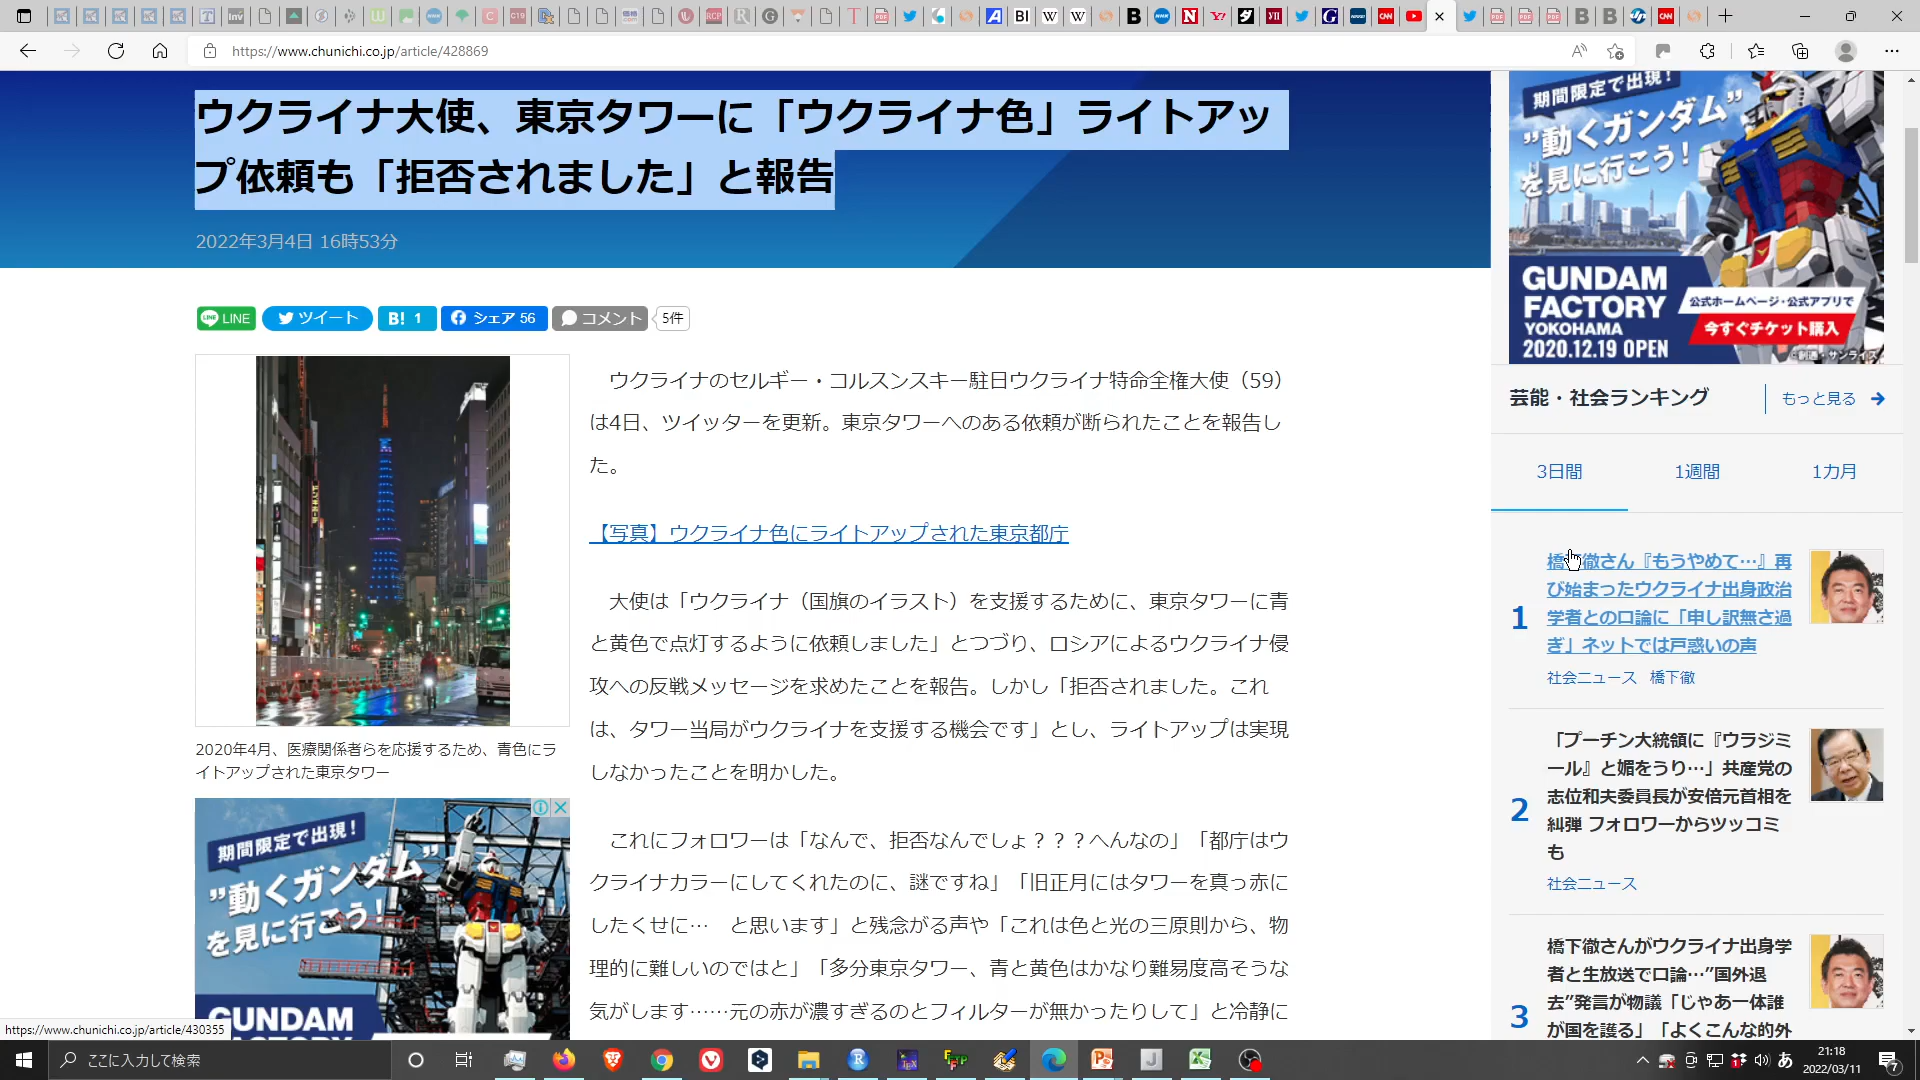 https://www.chunichi.co.jp/article/428869
ウクライナ大使、東京タワーに「ウクライナ色」ライトアッ
プ依頼も「拒否されました」と報告
2022年3月4日 16時53分
LINE
ツイート
B! 1
シェア 56
コメント
5件
2020年4月、医療関係者らを応援するため、青色にラ
イトアップされた東京タワー
期間限定で出現!
”動くガンダム”
を見に行こう!
GUNDAM
ウクライナのセルギー・コルスンスキー駐日ウクライナ特命全権大使（59）
は4日、ツイッターを更新。東京タワーへのある依頼が断られたことを報告し
た。
【写真】ウクライナ色にライトアップされた東京都庁
大使は「ウクライナ（国旗のイラスト）を支援するために、東京タワーに青
と黄色で点灯するように依頼しました」とつづり、ロシアによるウクライナ侵
攻への反戦メッセージを求めたことを報告。しかし「拒否されました。これ
は、タワー当局がウクライナを支援する機会です」とし、ライトアップは実現
しなかったことを明かした。
これにフォロワーは「なんで、拒否なんでしょ？？？へんなの」「都庁はウ
クライナカラーにしてくれたのに、謎ですね」「旧正月にはタワーを真っ赤に
したくせに…　と思います」と残念がる声や「これは色と光の三原則から、物
理的に難しいのではと」「多分東京タワー、青と黄色はかなり難易度高そうな
気がします……元の赤が濃すぎるのとフィルターが無かったりして」と冷静に
期間限定で出現!
”動くガンダム”
を見に行こう!
GUNDAM
FACTORY
YOKOHAMA
2020.12.19 OPEN
公式ホームページ・公式アプリで
今すぐチケット購入
©創通・サンライズ
芸能・社会ランキング
もっと見る
3日間
1週間
1カ月
1
橋下徹さん『もうやめて…』再
び始まったウクライナ出身政治
学者との口論に「申し訳無さ過
ぎ」ネットでは戸惑いの声
社会ニュース 橋下徹
2
「プーチン大統領に『ウラジミ
ール』と媚をうり…」共産党の
志位和夫委員長が安倍元首相を
糾弾 フォロワーからツッコミ
も
社会ニュース
3
橋下徹さんがウクライナ出身学
者と生放送で口論…”国外退
去”発言が物議「じゃあ一体誰
が国を護る」「よくこんな的外
https://www.chunichi.co.jp/article/430355
ここに入力して検索
あ
21:18
2022/03/11
7